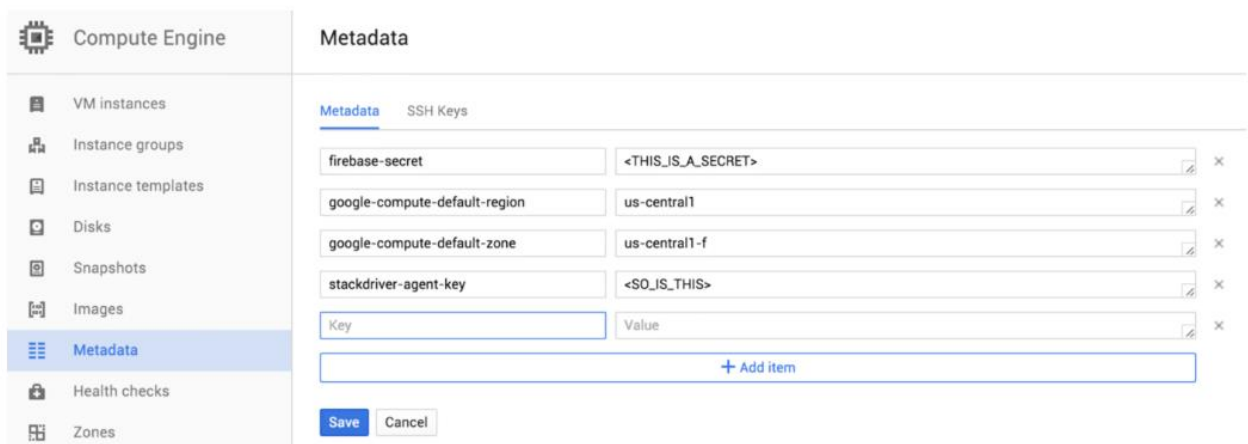 Compute Engine
Metadata
VM instances
Instance groups
Instance templates
Disks
Snapshots
Images
Metadata
Health checks
Zones
Metadata SSH Keys
firebase-secret <THIS_IS_A_SECRET>
google-compute-default-region us-central1
google-compute-default-zone us-central1-f
stackdriver-agent-key <SO_IS_THIS>
Key Value
+ Add item
Save Cancel